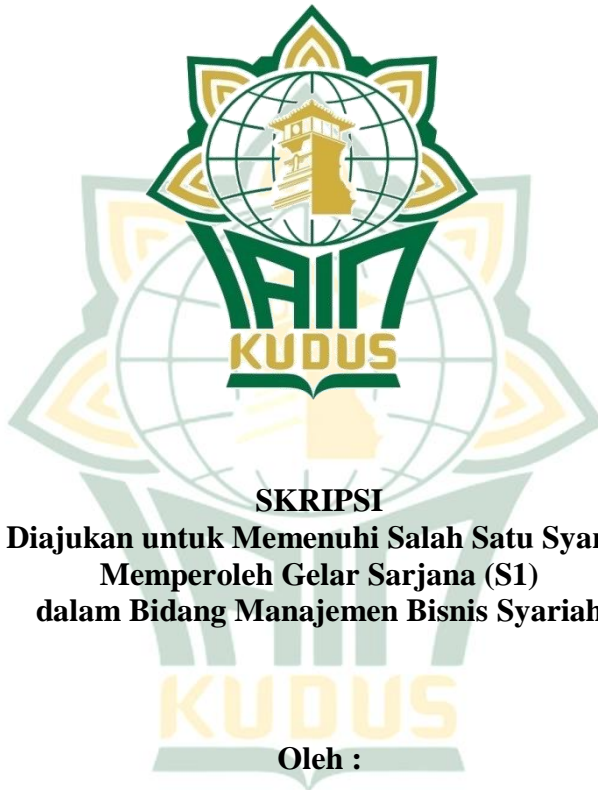 IAIN
KUDUS
SKRIPSI
Diajukan untuk Memenuhi Salah Satu Syar
Memperoleh Gelar Sarjana (S1)
dalam Bidang Manajemen Bisnis Syariah
KUDUS
Oleh :